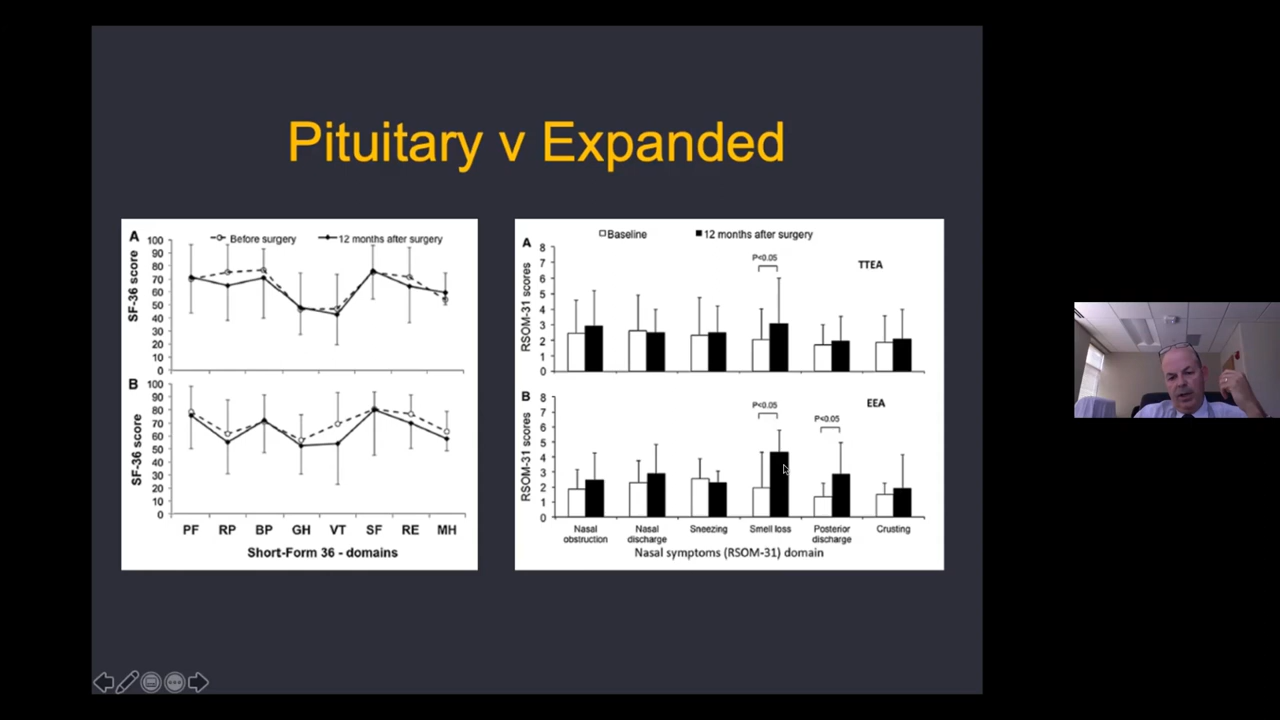 Pituitary v Expanded
A
Before surgery
12 months after surgery
SF-36 score
100
90
80
70
60
50
40
30
20
10
0
B
SF-36 score
100
90
80
70
60
50
40
30
20
10
0
PF RP BP GH VT SF RE MH
Short-Form 36 - domains
A
Baseline
12 months after surgery
RSOM-31 scores
8
7
6
5
4
3
2
1
0
P<0.05
TTEA
B
RSOM-31 scores
8
7
6
5
4
3
2
1
0
P<0.05
P<0.05
EEA
Nasal obstruction
Nasal discharge
Sneezing
Smell loss
Posterior discharge
Crusting
Nasal symptoms (RSOM-31) domain